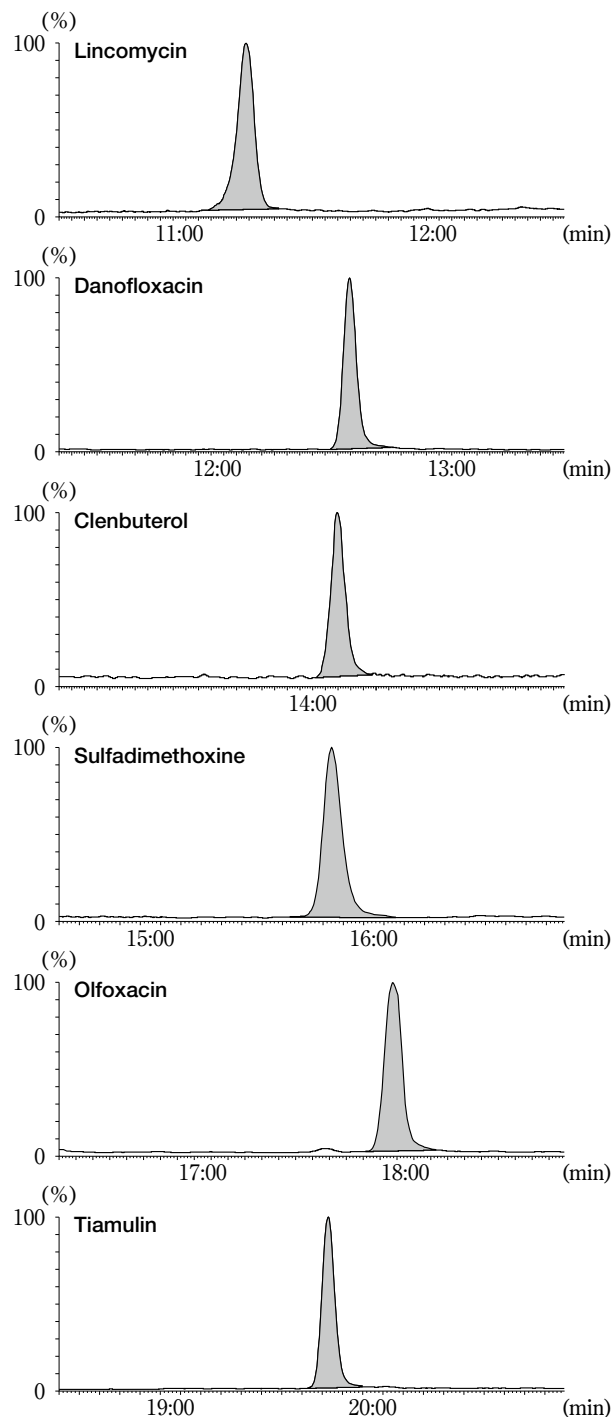 (%)
100
Lincomycin
0
11:00 12:00 (min)
(%)
100
Danofloxacin
0
12:00 13:00 (min)
(%)
100
Clenbuterol
0
14:00 (min)
(%)
100
Sulfadimethoxine
0
15:00 16:00 (min)
(%)
100
Olfoxacin
0
17:00 18:00 (min)
(%)
100
Tiamulin
0
19:00 20:00 (min)